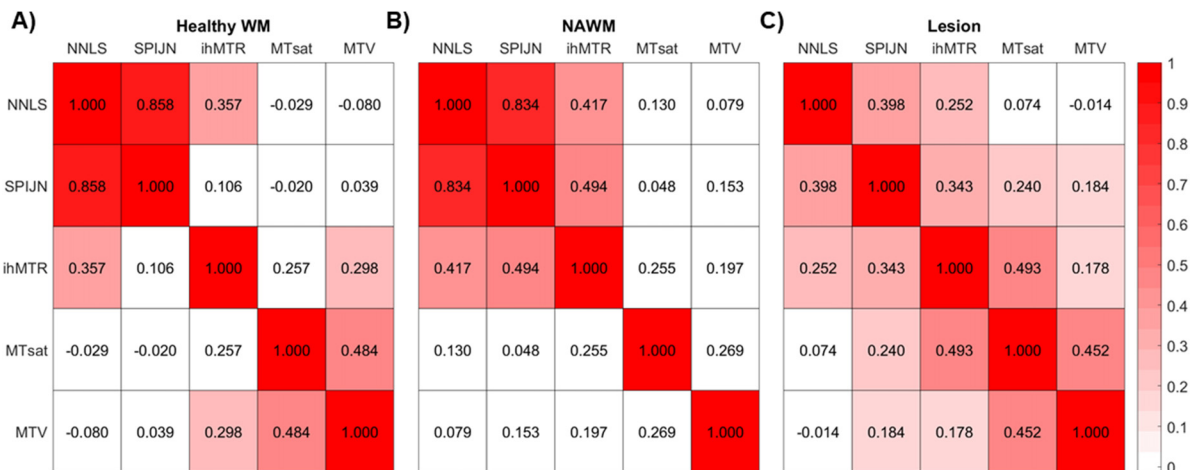 A) Healthy WM B) NAWM C) Lesion
NNLS SPIJN ihMTR MTsat MTV NNLS SPIJN ihMTR MTsat MTV NNLS SPIJN ihMTR MTsat MTV
1
NNLS 1.000 0.858 0.357 -0.029 -0.080 1.000 0.834 0.417 0.130 0.079 1.000 0.398 0.252 0.074 -0.014
0.9
0.8
SPIJN 0.858 1.000 0.106 -0.020 0.039 0.834 1.000 0.494 0.048 0.153 0.398 1.000 0.343 0.240 0.184
0.7
0.6
ihMTR 0.357 0.106 1.000 0.257 0.298 0.417 0.494 1.000 0.255 0.197 0.252 0.343 1.000 0.493 0.178
0.5
0.4
MTsat -0.029 -0.020 0.257 1.000 0.484 0.130 0.048 0.255 1.000 0.269 0.074 0.240 0.493 1.000 0.452
0.3
0.2
MTV -0.080 0.039 0.298 0.484 1.000 0.079 0.153 0.197 0.269 1.000 -0.014 0.184 0.178 0.452 1.000
0.1
0